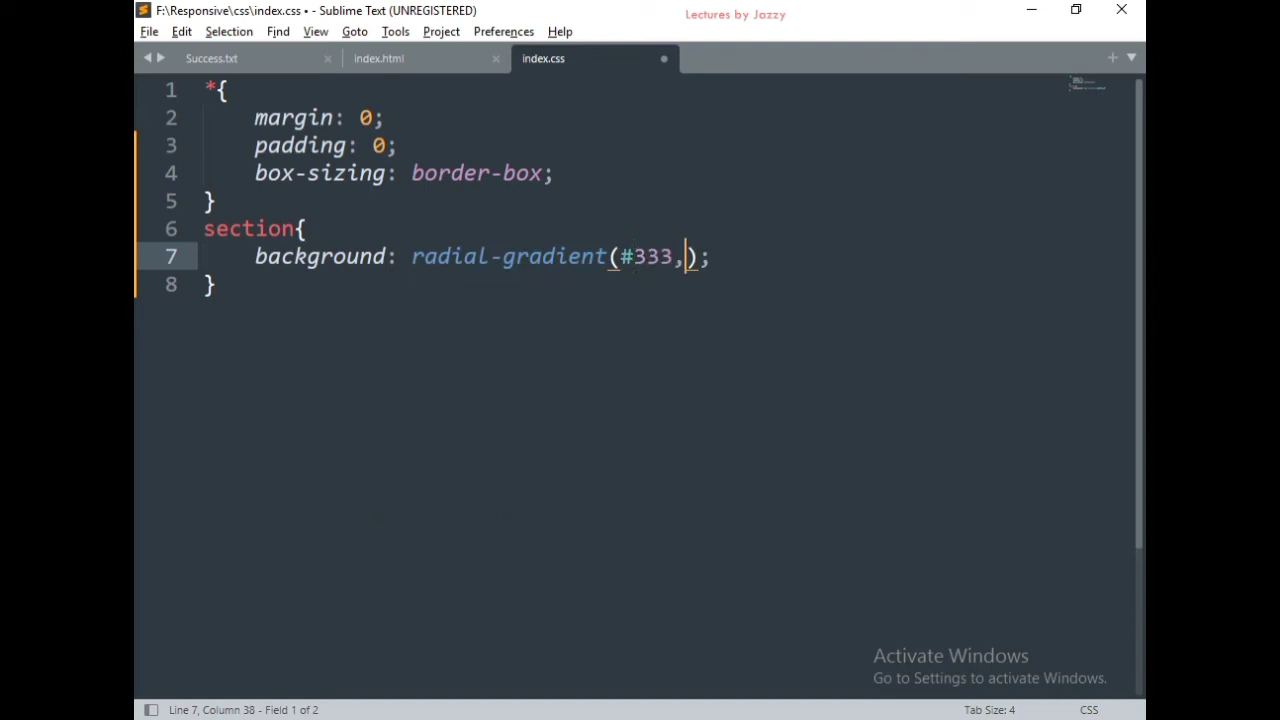 F:\Responsive\css\index.css • - Sublime Text (UNREGISTERED)
Lectures by Jazzy
File Edit Selection Find View Goto Tools Project Preferences Help
Success.txt × index.html × index.css
1 *{
2 margin: 0;
3 padding: 0;
4 box-sizing: border-box;
5 }
6 section{
7 background: radial-gradient(#333,);
8 }
Activate Windows
Go to Settings to activate Windows.
Line 7, Column 38 - Field 1 of 2 Tab Size: 4 CSS